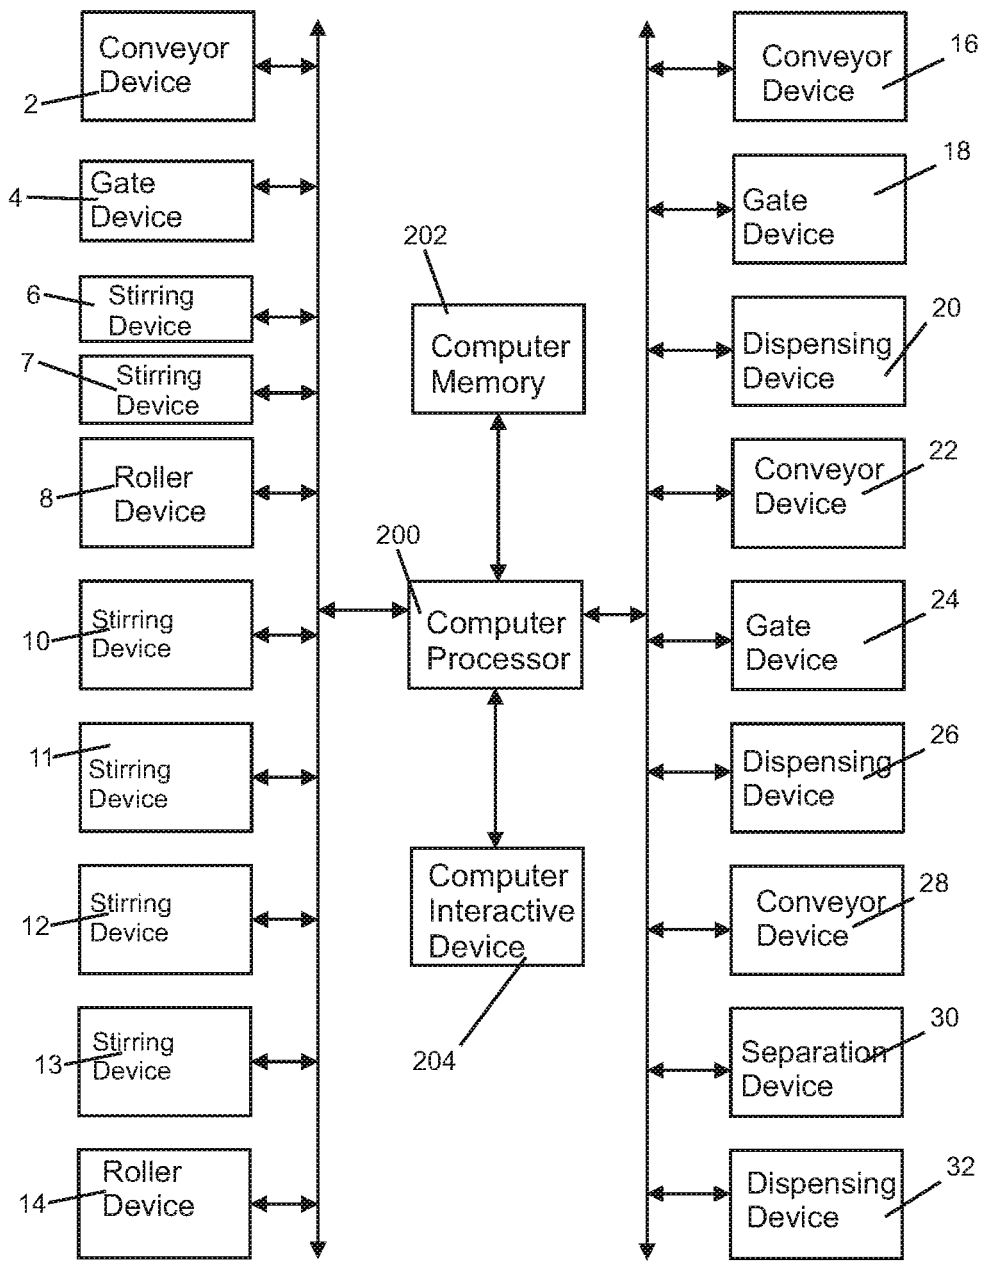 Conveyor
Device
2
Gate
Device
4
6
Stirring
Device
7
Stirring
Device
Roller
Device
8
Stirring
Device
10
11
Stirring
Device
Stirring
Device
12
Stirring
Device
13
Roller
Device
14
202
Computer
Memory
200
Computer
Processor
Computer
Interactive
Device
204
16
Conveyor
Device
18
Gate
Device
20
Dispensing
Device
22
Conveyor
Device
24
Gate
Device
26
Dispensing
Device
28
Conveyor
Device
30
Separation
Device
32
Dispensing
Device